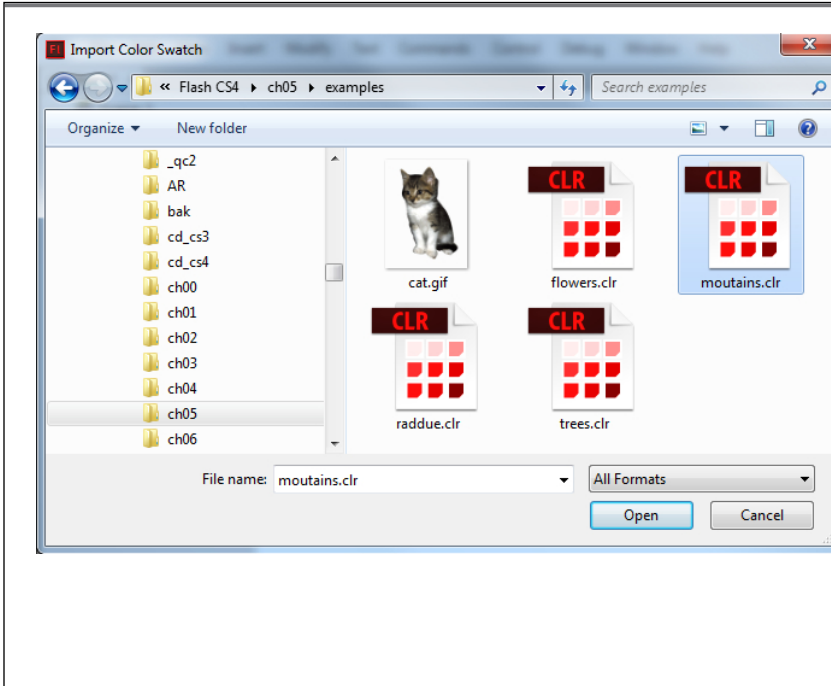 Fl Import Color Swatch
« Flash CS4 ▸ ch05 ▸ examples
Search examples
Organize ▾ New folder
_qc2
AR
bak
cd_cs3
cd_cs4
ch00
ch01
ch02
ch03
ch04
ch05
ch06
CLR CLR
cat.gif flowers.clr moutains.clr
CLR CLR
raddue.clr trees.clr
File name: moutains.clr All Formats
Open Cancel